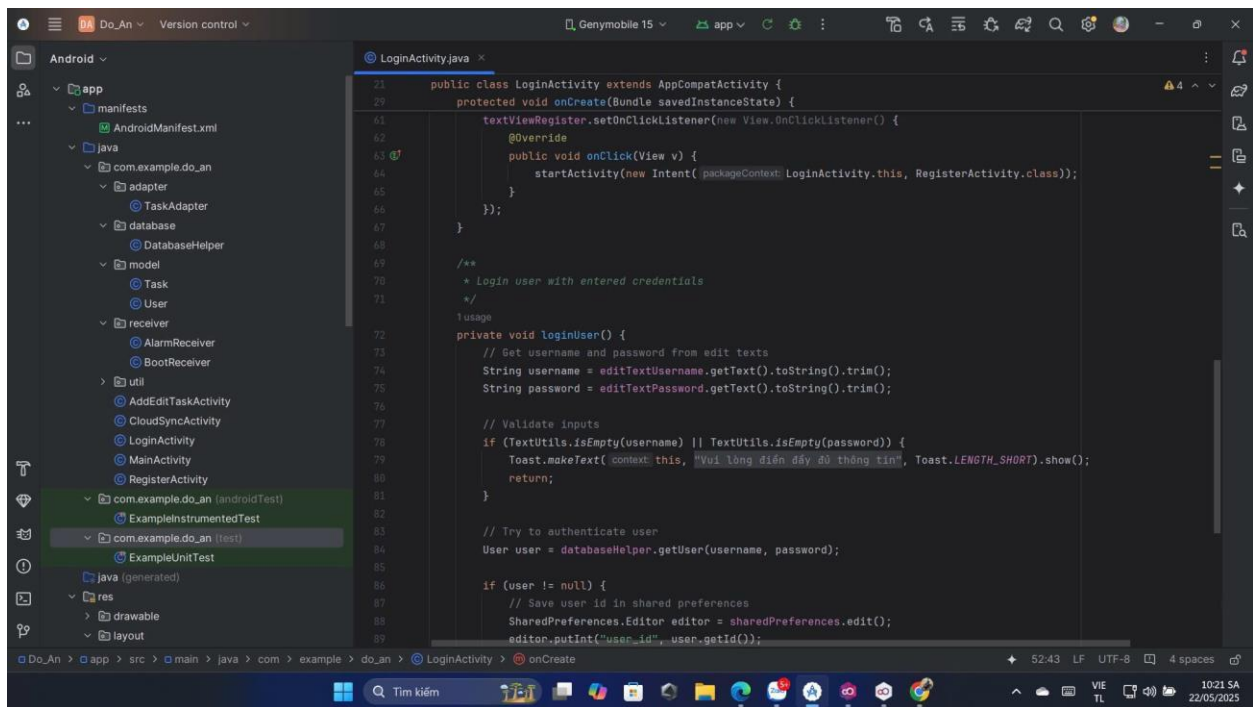 DA Do_An Version control Genymobile 15 app
Android
LoginActivity.java
app
manifests
AndroidManifest.xml
java
com.example.do_an
adapter
TaskAdapter
database
DatabaseHelper
model
Task
User
receiver
AlarmReceiver
BootReceiver
util
AddEditTaskActivity
CloudSyncActivity
LoginActivity
MainActivity
RegisterActivity
com.example.do_an (androidTest)
ExampleInstrumentedTest
com.example.do_an (test)
ExampleUnitTest
java (generated)
res
drawable
layout
4
21 public class LoginActivity extends AppCompatActivity {
29 protected void onCreate(Bundle savedInstanceState) {
61 textViewRegister.setOnClickListener(new View.OnClickListener() {
62 @Override
63 public void onClick(View v) {
64 startActivity(new Intent( packageContext: LoginActivity.this, RegisterActivity.class));
65 }
66 });
67 }
68
69 /**
70 * Login user with entered credentials
71 */
1 usage
72 private void loginUser() {
73 // Get username and password from edit texts
74 String username = editTextUsername.getText().toString().trim();
75 String password = editTextPassword.getText().toString().trim();
76
77 // Validate inputs
78 if (TextUtils.isEmpty(username) || TextUtils.isEmpty(password)) {
79 Toast.makeText( context: this, "Vui lòng điền đầy đủ thông tin", Toast.LENGTH_SHORT).show();
80 return;
81 }
82
83 // Try to authenticate user
84 User user = databaseHelper.getUser(username, password);
85
86 if (user != null) {
87 // Save user id in shared preferences
88 SharedPreferences.Editor editor = sharedPreferences.edit();
89 editor.putInt("user_id", user.getId());
Do_An > app > src > main > java > com > example > do_an > LoginActivity > onCreate 52:43 LF UTF-8 4 spaces
Tìm kiếm
VIE
TL
10:21 SA
22/05/2025